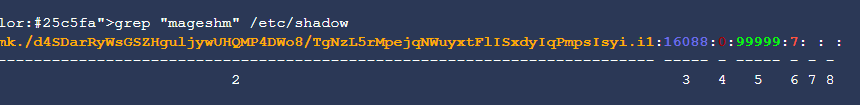 lor:#25c5fa">grep "mageshm" /etc/shadow
mk./d4SDarRyWsGSZHguljywUHQMP4DWo8/TgNzL5rMpejqNWuyxtFlISxdyIqPmpsIsyi.i1:16088:0:99999:7: : :
------------------------------------------------------------------------- ----- - ----- - - -
2 3 4 5 6 7 8